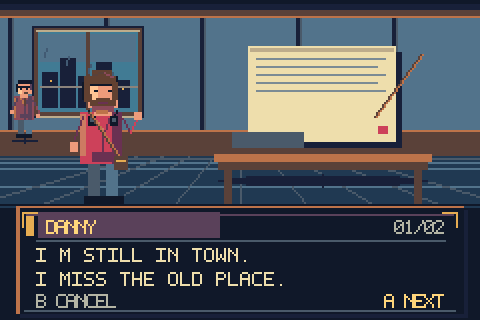 DANNY 01/02
I M STILL IN TOWN.
I MISS THE OLD PLACE.
B CANCEL A NEXT